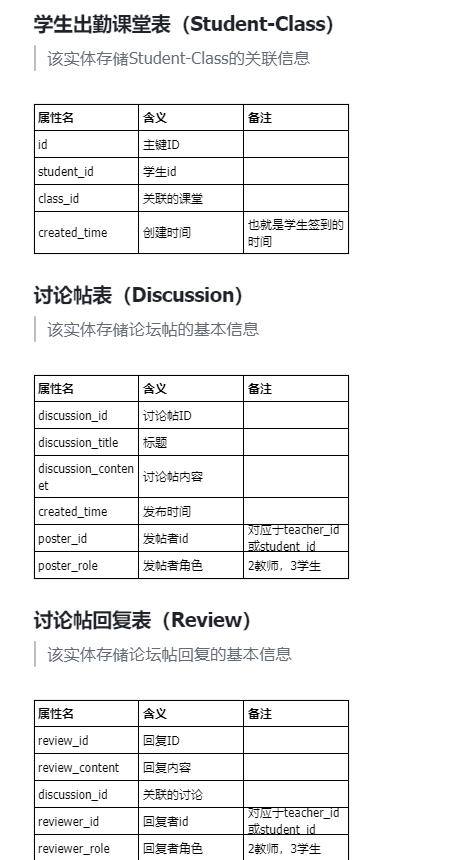 学生出勤课堂表（Student-Class）
该实体存储Student-Class的关联信息
属性名 含义 备注
id 主键ID
student_id 学生id
class_id 关联的课堂
created_time 创建时间 也就是学生签到的
时间
讨论帖表（Discussion）
该实体存储论坛帖的基本信息
属性名 含义 备注
discussion_id 讨论帖ID
discussion_title 标题
discussion_conten
et 讨论帖内容
created_time 发布时间
poster_id 发帖者id 对应于teacher_id
或student_id
poster_role 发帖者角色 2教师，3学生
讨论帖回复表（Review）
该实体存储论坛帖回复的基本信息
属性名 含义 备注
review_id 回复ID
review_content 回复内容
discussion_id 关联的讨论
reviewer_id 回复者id 对应于teacher_id
或student_id
reviewer_role 回复者角色 2教师，3学生